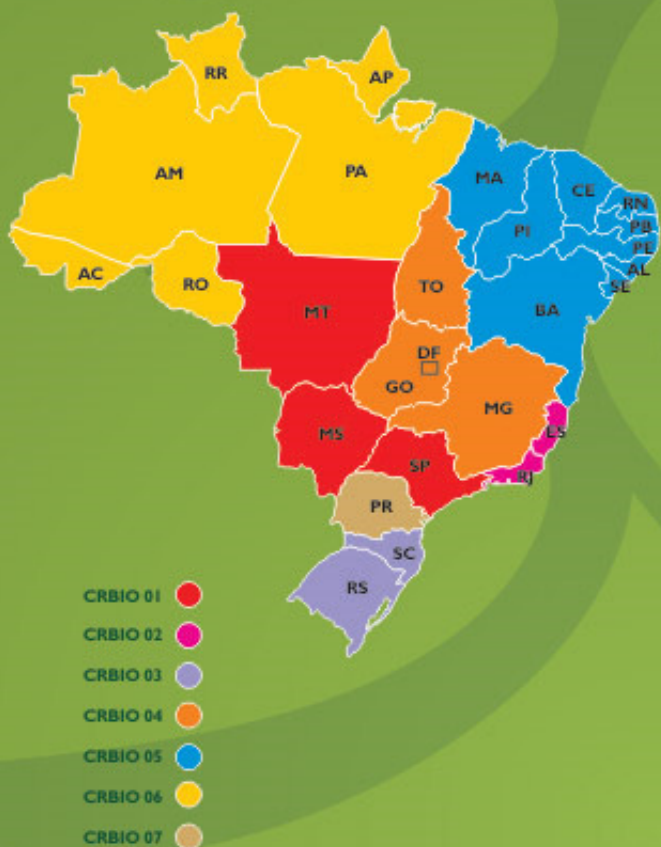 RR
AP
AM
PA
MA
CE
RN
PB
PI
PE
AL
SE
AC
RO
TO
MT
BA
DF
GO
MG
MS
ES
SP
RJ
PR
SC
RS
CRBIO 01
CRBIO 02
CRBIO 03
CRBIO 04
CRBIO 05
CRBIO 06
CRBIO 07